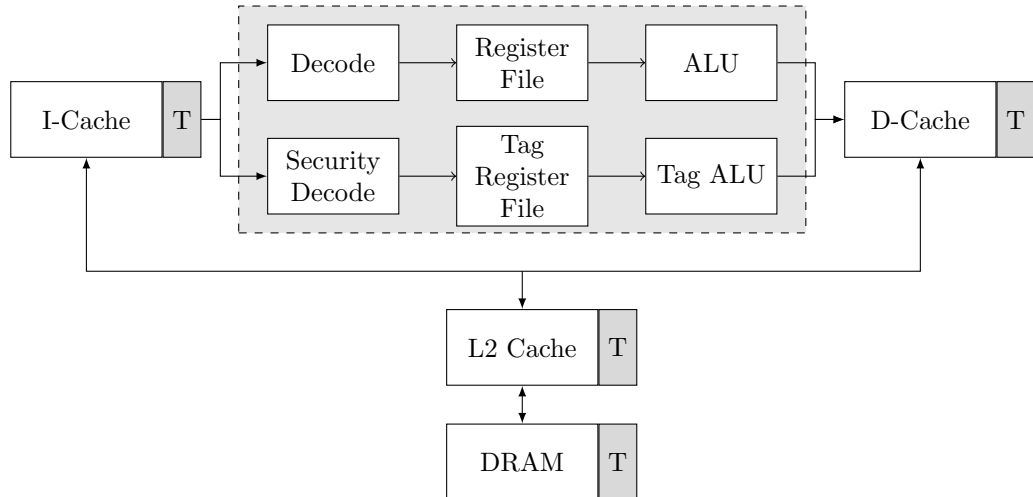 Decode
Register
File
ALU
I-Cache
T
D-Cache
T
Security
Decode
Tag
Register
File
Tag ALU
L2 Cache
T
DRAM
T